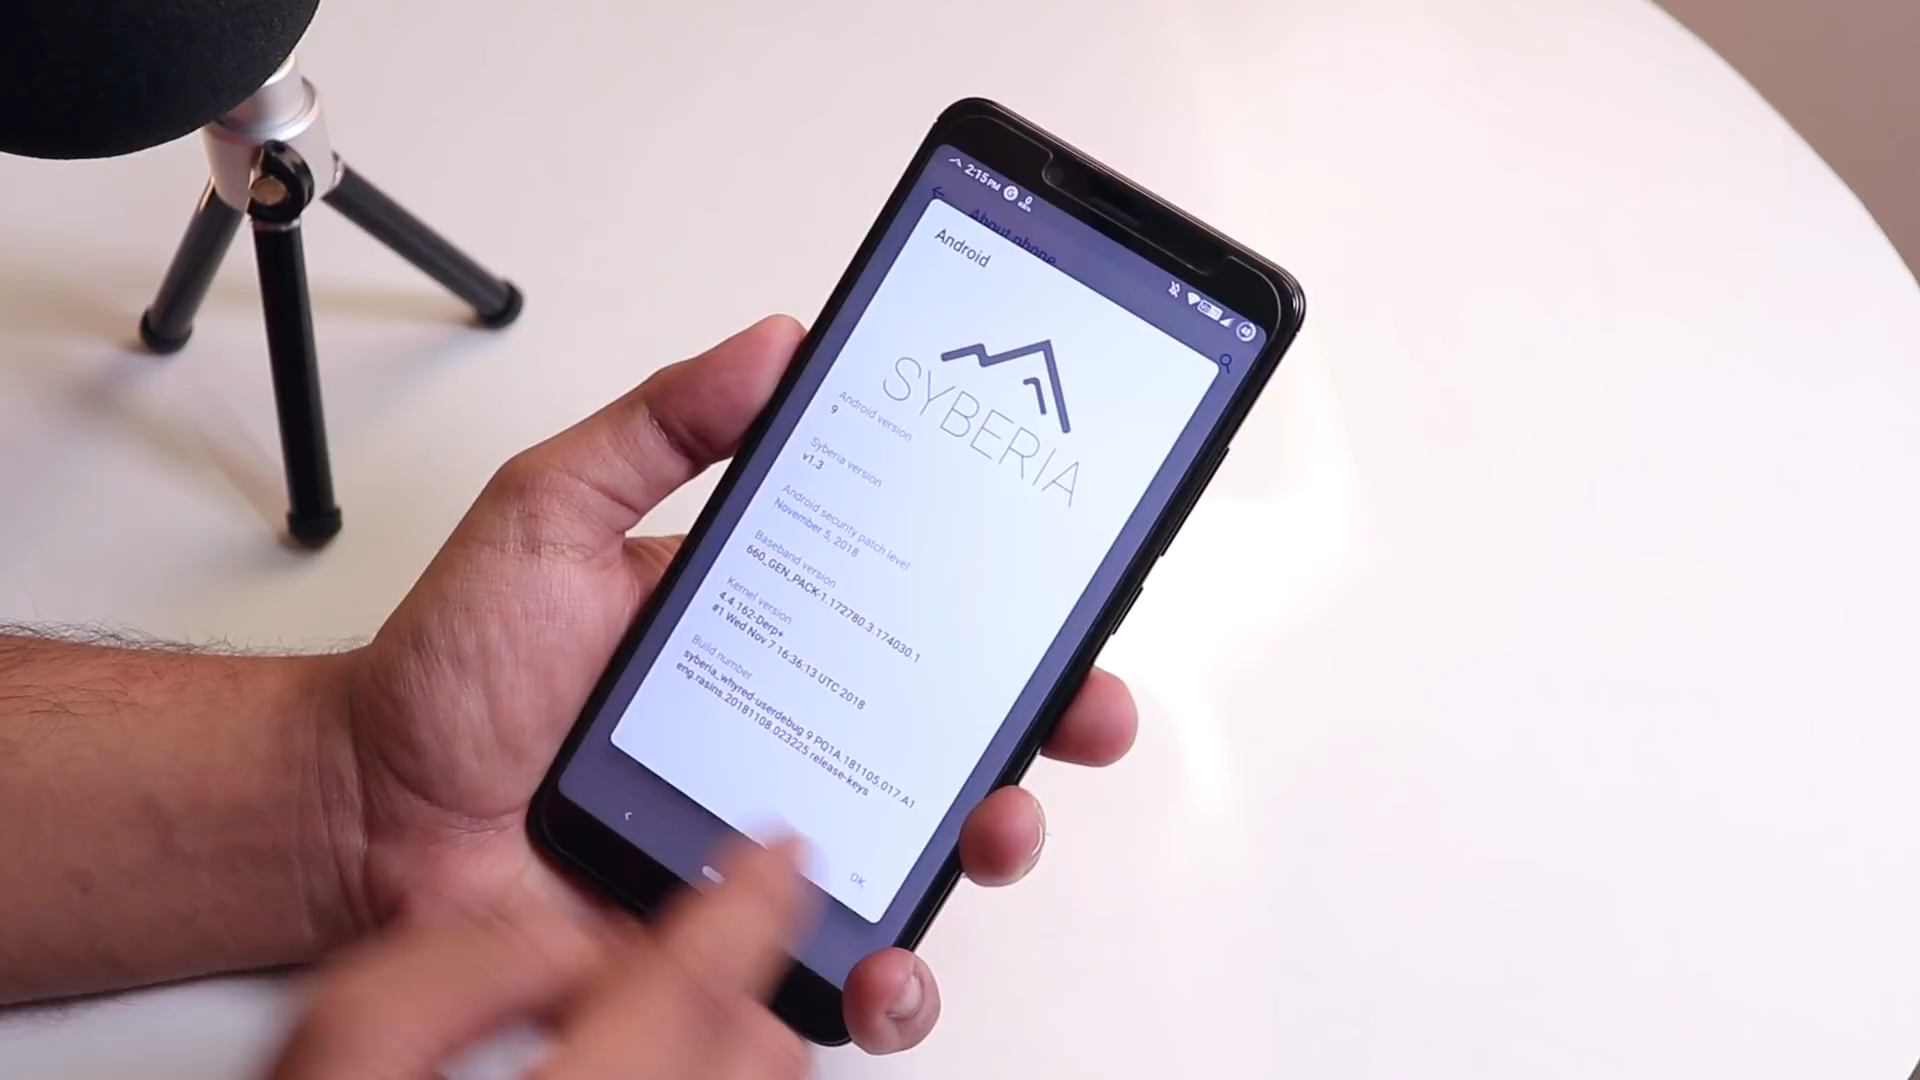 2:15PM
About phone
Android
SYBERIA
Android version
9
Syberia version
v1.3
Android security patch level
November 5, 2018
Baseband version
660_GEN_PACK-1.172780.3.174030.1
Kernel version
4.4.162-Derp+
#1 Wed Nov 7 16:36:13 UTC 2018
Build number
syberia_whyred-userdebug 9 PQ1A.181105.017.A1
eng.rasins.20181108.023225 release-keys
OK